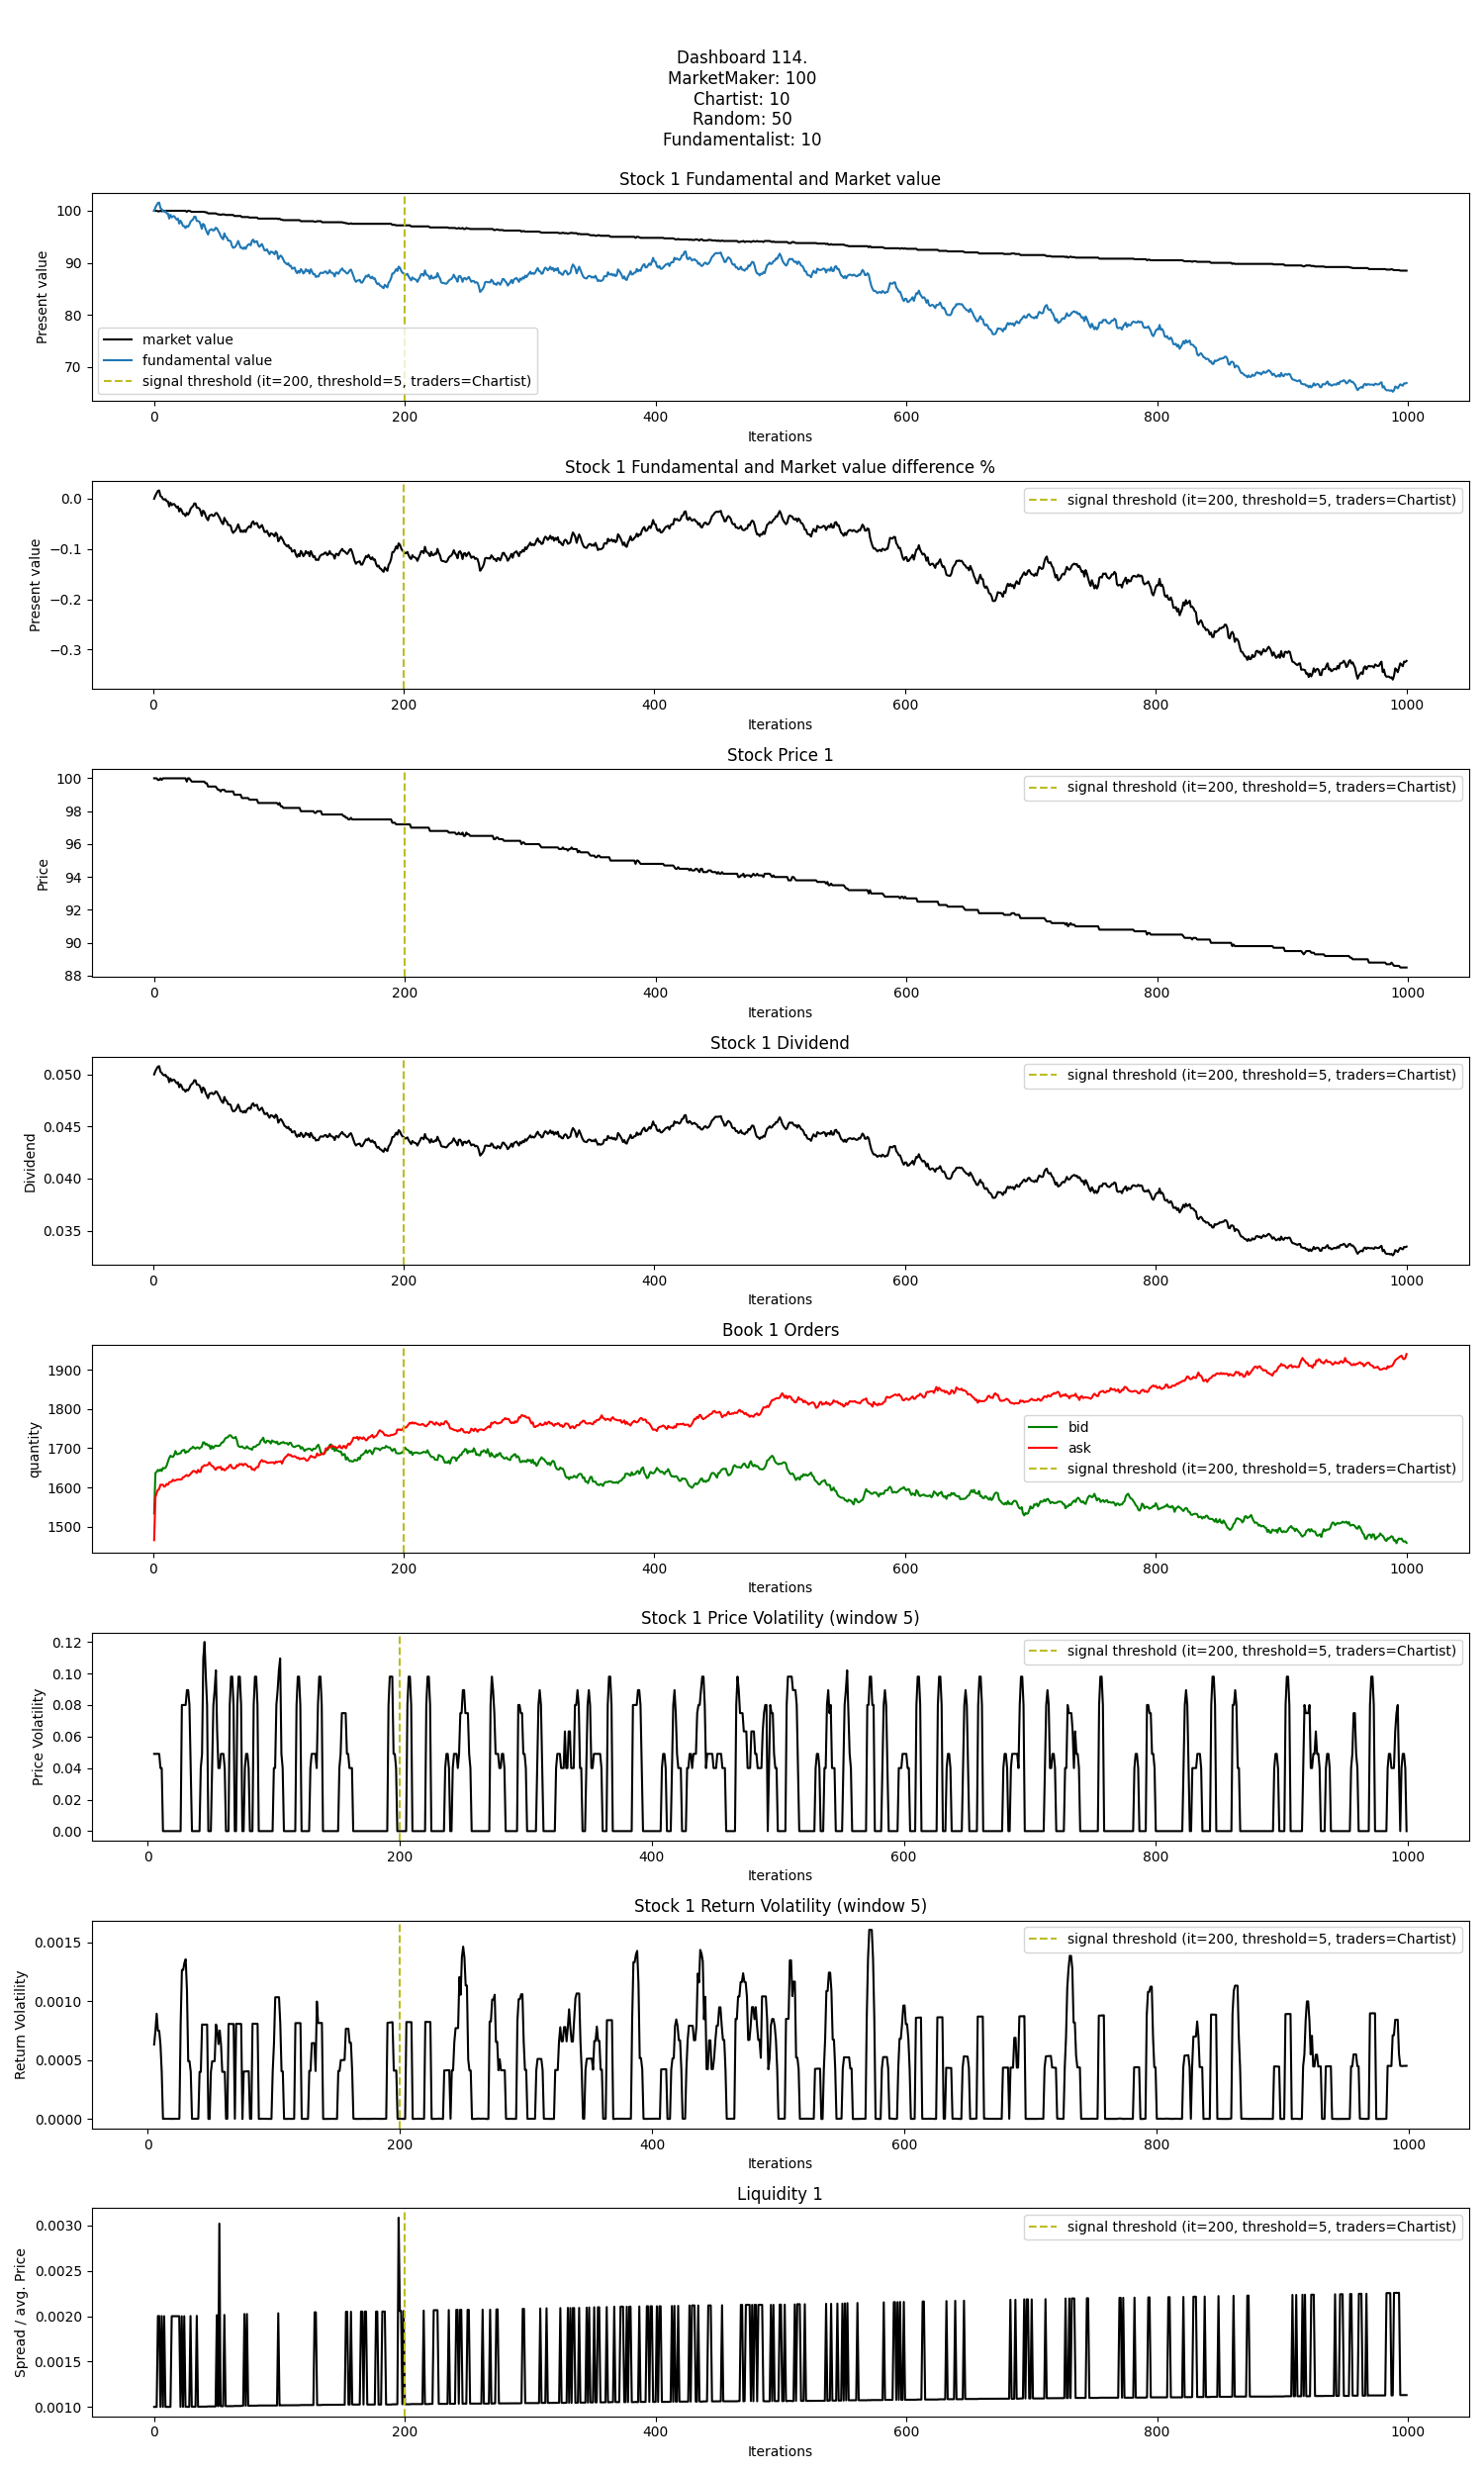 Dashboard 114.
MarketMaker: 100
Chartist: 10
Random: 50
Fundamentalist: 10
Stock 1 Fundamental and Market value
Present value
100
90
80
70
market value
fundamental value
signal threshold (it=200, threshold=5, traders=Chartist)
0 200 400 600 800 1000
Iterations
Stock 1 Fundamental and Market value difference %
Present value
0.0
−0.1
−0.2
−0.3
signal threshold (it=200, threshold=5, traders=Chartist)
0 200 400 600 800 1000
Iterations
Stock Price 1
Price
100
98
96
94
92
90
88
signal threshold (it=200, threshold=5, traders=Chartist)
0 200 400 600 800 1000
Iterations
Stock 1 Dividend
Dividend
0.050
0.045
0.040
0.035
signal threshold (it=200, threshold=5, traders=Chartist)
0 200 400 600 800 1000
Iterations
Book 1 Orders
quantity
1900
1800
1700
1600
1500
bid
ask
signal threshold (it=200, threshold=5, traders=Chartist)
0 200 400 600 800 1000
Iterations
Stock 1 Price Volatility (window 5)
Price Volatility
0.12
0.10
0.08
0.06
0.04
0.02
0.00
signal threshold (it=200, threshold=5, traders=Chartist)
0 200 400 600 800 1000
Iterations
Stock 1 Return Volatility (window 5)
Return Volatility
0.0015
0.0010
0.0005
0.0000
signal threshold (it=200, threshold=5, traders=Chartist)
0 200 400 600 800 1000
Iterations
Liquidity 1
Spread / avg. Price
0.0030
0.0025
0.0020
0.0015
0.0010
signal threshold (it=200, threshold=5, traders=Chartist)
0 200 400 600 800 1000
Iterations